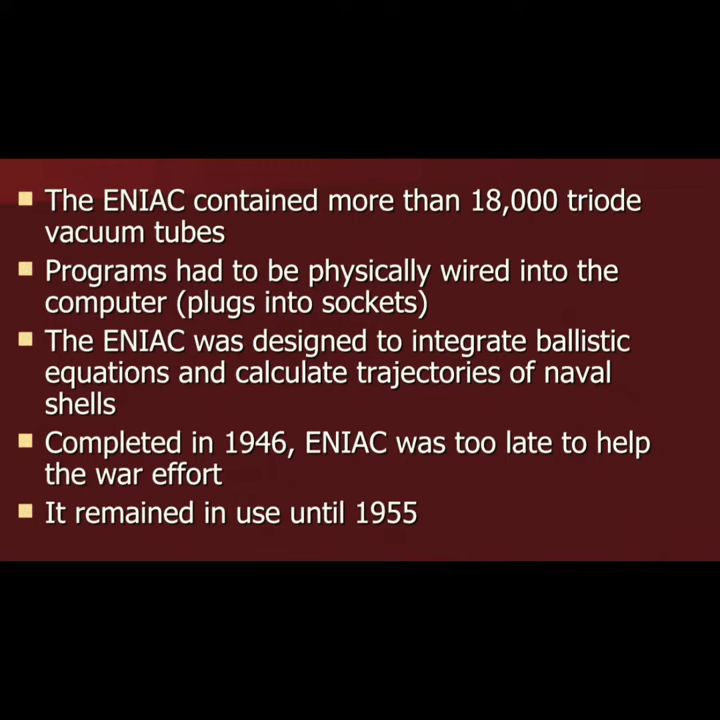 The ENIAC contained more than 18,000 triode
vacuum tubes
Programs had to be physically wired into the
computer (plugs into sockets)
The ENIAC was designed to integrate ballistic
equations and calculate trajectories of naval
shells
Completed in 1946, ENIAC was too late to help
the war effort
It remained in use until 1955